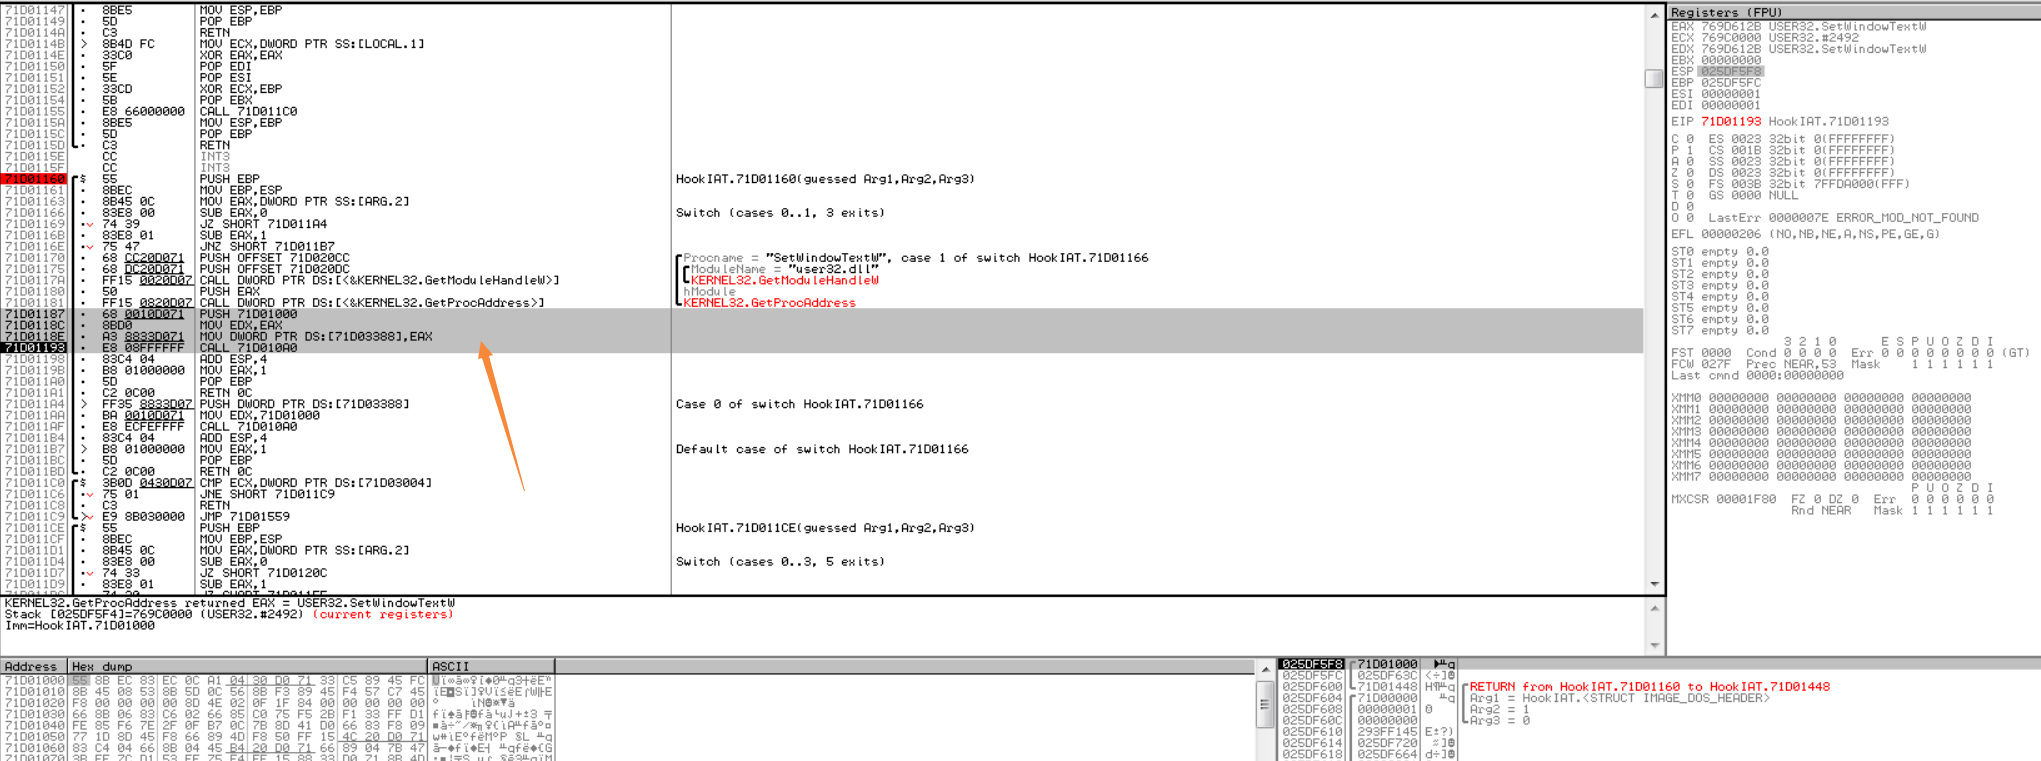 71D01147 8BE5 MOV ESP,EBP
71D01149 5D POP EBP
71D0114A C3 RETN
71D0114B > 8B4D FC MOV ECX,DWORD PTR SS:[LOCAL.1]
71D0114E 33C0 XOR EAX,EAX
71D01150 5F POP EDI
71D01151 5E POP ESI
71D01152 33CD XOR ECX,EBP
71D01154 5B POP EBX
71D01155 E8 66000000 CALL 71D011C0
71D0115A 8BE5 MOV ESP,EBP
71D0115C 5D POP EBP
71D0115D C3 RETN
71D0115E CC INT3
71D0115F CC INT3
71D01160 $ 55 PUSH EBP HookIAT.71D01160(guessed Arg1,Arg2,Arg3)
71D01161 8BEC MOV EBP,ESP
71D01163 8B45 0C MOV EAX,DWORD PTR SS:[ARG.2]
71D01166 83E8 00 SUB EAX,0 Switch (cases 0..1, 3 exits)
71D01169 74 39 JZ SHORT 71D011A4
71D0116B 83E8 01 SUB EAX,1
71D0116E 75 47 JNZ SHORT 71D011B7
71D01170 68 CC20D071 PUSH OFFSET 71D020CC Procname = "SetWindowTextW", case 1 of switch HookIAT.71D01166
71D01175 68 DC20D071 PUSH OFFSET 71D020DC ModuleName = "user32.dll"
71D0117A FF15 0020D07 CALL DWORD PTR DS:[<&KERNEL32.GetModuleHandleW>] KERNEL32.GetModuleHandleW
71D01180 50 PUSH EAX hModule
71D01181 FF15 0820D07 CALL DWORD PTR DS:[<&KERNEL32.GetProcAddress>] KERNEL32.GetProcAddress
71D01187 68 0010D071 PUSH 71D01000
71D0118C 8BD0 MOV EDX,EAX
71D0118E A3 8833D071 MOV DWORD PTR DS:[71D03388],EAX
71D01193 E8 08FFFFFF CALL 71D010A0
71D01198 83C4 04 ADD ESP,4
71D0119B B8 01000000 MOV EAX,1
71D011A0 5D POP EBP
71D011A1 C2 0C00 RETN 0C
71D011A4 > FF35 8833D07 PUSH DWORD PTR DS:[71D03388] Case 0 of switch HookIAT.71D01166
71D011AA BA 0010D071 MOV EDX,71D01000
71D011AF E8 ECFEFFFF CALL 71D010A0
71D011B4 83C4 04 ADD ESP,4
71D011B7 > B8 01000000 MOV EAX,1 Default case of switch HookIAT.71D01166
71D011BC 5D POP EBP
71D011BD C2 0C00 RETN 0C
71D011C0 $ 3B0D 0430D07 CMP ECX,DWORD PTR DS:[71D03004]
71D011C6 75 01 JNE SHORT 71D011C9
71D011C8 C3 RETN
71D011C9 > E9 8B030000 JMP 71D01559
71D011CE $ 55 PUSH EBP HookIAT.71D011CE(guessed Arg1,Arg2,Arg3)
71D011CF 8BEC MOV EBP,ESP
71D011D1 8B45 0C MOV EAX,DWORD PTR SS:[ARG.2]
71D011D4 83E8 00 SUB EAX,0 Switch (cases 0..3, 5 exits)
71D011D7 74 33 JZ SHORT 71D0120C
71D011D9 83E8 01 SUB EAX,1
KERNEL32.GetProcAddress returned EAX = USER32.SetWindowTextW
Stack [025DF5F4]=769C0000 (USER32.#2492) (current registers)
Imm=HookIAT.71D01000
Registers (FPU)
EAX 769D612B USER32.SetWindowTextW
ECX 769C0000 USER32.#2492
EDX 769D612B USER32.SetWindowTextW
EBX 00000000
ESP 025DF5F8
EBP 025DF5FC
ESI 00000001
EDI 00000001
EIP 71D01193 HookIAT.71D01193
C 0 ES 0023 32bit 0(FFFFFFFF)
P 1 CS 001B 32bit 0(FFFFFFFF)
A 0 SS 0023 32bit 0(FFFFFFFF)
Z 0 DS 0023 32bit 0(FFFFFFFF)
S 0 FS 003B 32bit 7FFDA000(FFF)
T 0 GS 0000 NULL
D 0
O 0 LastErr 0000007E ERROR_MOD_NOT_FOUND
EFL 00000206 (NO,NB,NE,A,NS,PE,GE,G)
ST0 empty 0.0
ST1 empty 0.0
ST2 empty 0.0
ST3 empty 0.0
ST4 empty 0.0
ST5 empty 0.0
ST6 empty 0.0
ST7 empty 0.0
3 2 1 0 E S P U O Z D I
FST 0000 Cond 0 0 0 0 Err 0 0 0 0 0 0 0 0 (GT)
FCW 027F Prec NEAR,53 Mask 1 1 1 1 1 1
Last cmnd 0000:00000000
XMM0 00000000 00000000 00000000 00000000
XMM1 00000000 00000000 00000000 00000000
XMM2 00000000 00000000 00000000 00000000
XMM3 00000000 00000000 00000000 00000000
XMM4 00000000 00000000 00000000 00000000
XMM5 00000000 00000000 00000000 00000000
XMM6 00000000 00000000 00000000 00000000
XMM7 00000000 00000000 00000000 00000000
P U O Z D I
MXCSR 00001F80 FZ 0 DZ 0 Err 0 0 0 0 0 0
Rnd NEAR Mask 1 1 1 1 1 1
Address Hex dump ASCII
71D01000 55 8B EC 83 EC 0C A1 04 30 D0 71 33 C5 89 45 FC
71D01010 8B 45 08 53 8B 5D 0C 56 8B F3 89 45 F4 57 C7 45
71D01020 F8 00 00 00 00 8D 4E 02 0F 1F 84 00 00 00 00 00
71D01030 66 8B 06 83 C6 02 66 85 C0 75 F5 2B F1 33 FF D1
71D01040 FE 85 F6 7E 2F 0F B7 0C 7B 8D 41 D0 66 83 F8 09
71D01050 77 1D 8D 45 F8 66 89 4D F8 50 FF 15 4C 20 D0 71
71D01060 83 C4 04 66 8B 04 45 B4 20 D0 71 66 89 04 7B 47
025DF5F8 71D01000
025DF5FC 025DF63C
025DF600 71D01448 RETURN from HookIAT.71D01160 to HookIAT.71D01448
025DF604 71D00000 Arg1 = HookIAT.<STRUCT IMAGE_DOS_HEADER>
025DF608 00000001 Arg2 = 1
025DF60C 00000000 Arg3 = 0
025DF610 293FF145
025DF614 025DF720
025DF618 025DF664